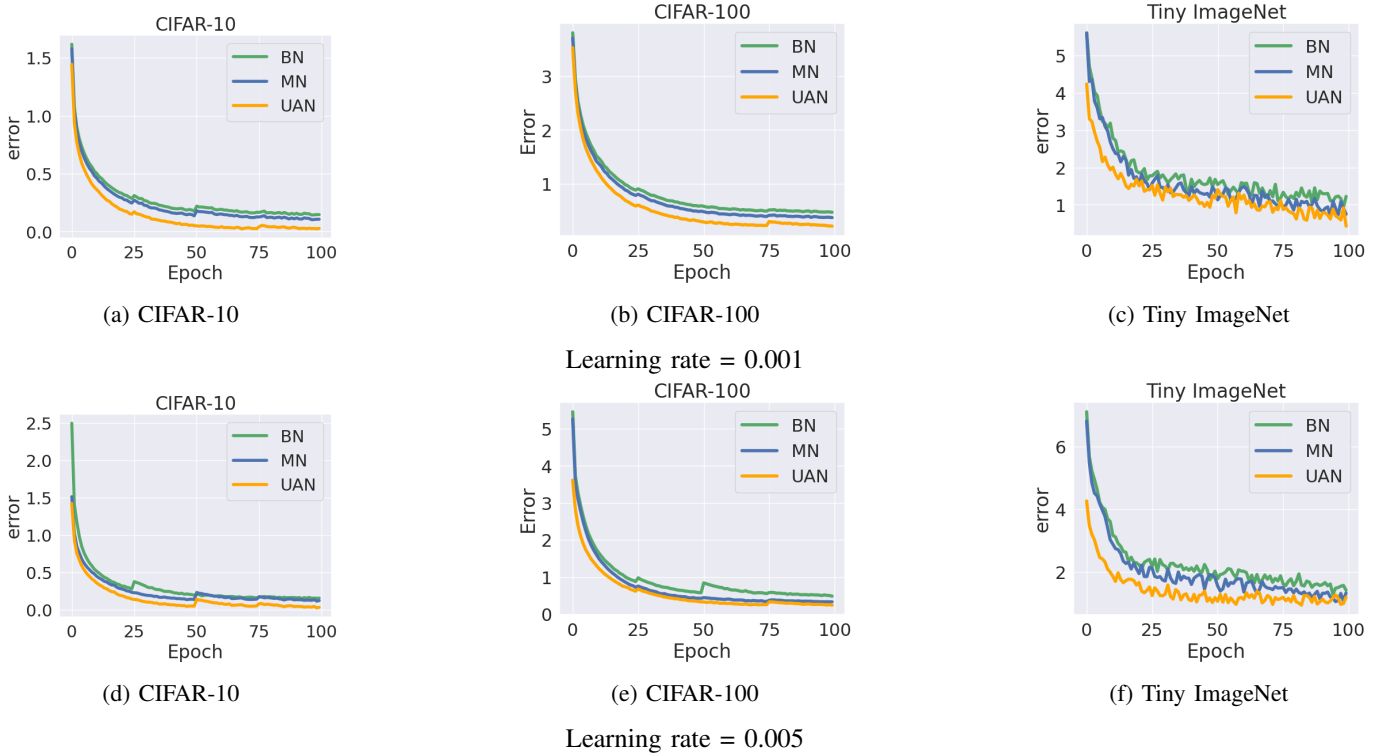 CIFAR-10
1.5
1.0
0.5
0.0
error
0 25 50 75 100
Epoch
BN
MN
UAN
(a) CIFAR-10
CIFAR-100
3
2
1
Error
0 25 50 75 100
Epoch
BN
MN
UAN
(b) CIFAR-100
Tiny ImageNet
5
4
3
2
1
error
0 25 50 75 100
Epoch
BN
MN
UAN
(c) Tiny ImageNet
Learning rate = 0.001
CIFAR-10
2.5
2.0
1.5
1.0
0.5
0.0
error
0 25 50 75 100
Epoch
BN
MN
UAN
(d) CIFAR-10
CIFAR-100
5
4
3
2
1
0
Error
0 25 50 75 100
Epoch
BN
MN
UAN
(e) CIFAR-100
Tiny ImageNet
6
4
2
error
0 25 50 75 100
Epoch
BN
MN
UAN
(f) Tiny ImageNet
Learning rate = 0.005